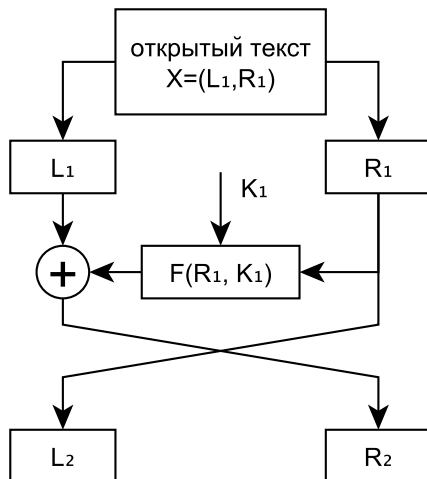 открытый текст
X=(L₁,R₁)
L₁
R₁
K₁
+
F(R₁, K₁)
L₂
R₂